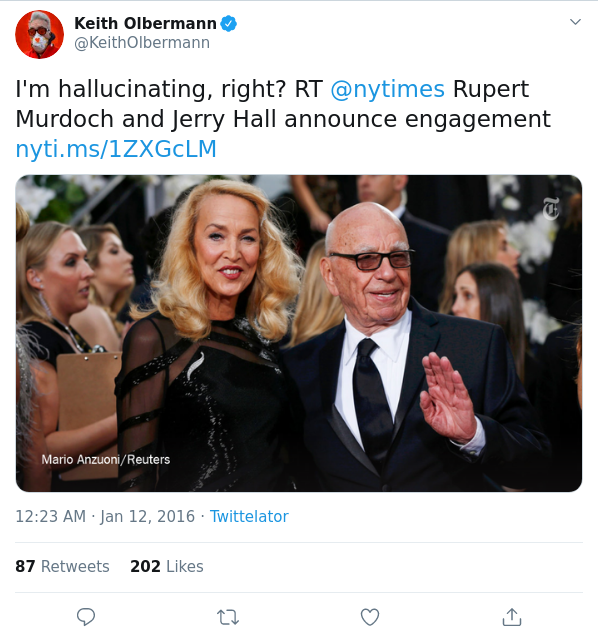 Keith Olbermann
@KeithOlbermann
I'm hallucinating, right? RT @nytimes Rupert
Murdoch and Jerry Hall announce engagement
nyti.ms/1ZXGcLM
T
Mario Anzuoni/Reuters
12:23 AM · Jan 12, 2016 · Twittelator
87 Retweets 202 Likes